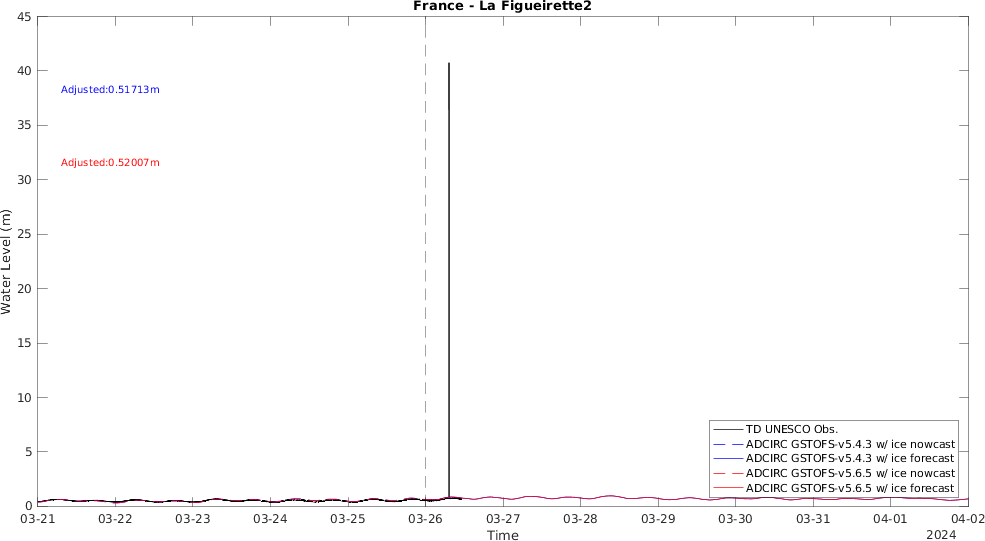 France - La Figueirette2
45
40
35
30
25
20
15
10
5
0
Water Level (m)
Adjusted:0.51713m
Adjusted:0.52007m
TD UNESCO Obs.
ADCIRC GSTOFS-v5.4.3 w/ ice nowcast
ADCIRC GSTOFS-v5.4.3 w/ ice forecast
ADCIRC GSTOFS-v5.6.5 w/ ice nowcast
ADCIRC GSTOFS-v5.6.5 w/ ice forecast
03-21 03-22 03-23 03-24 03-25 03-26 03-27 03-28 03-29 03-30 03-31 04-01 04-02
Time
2024